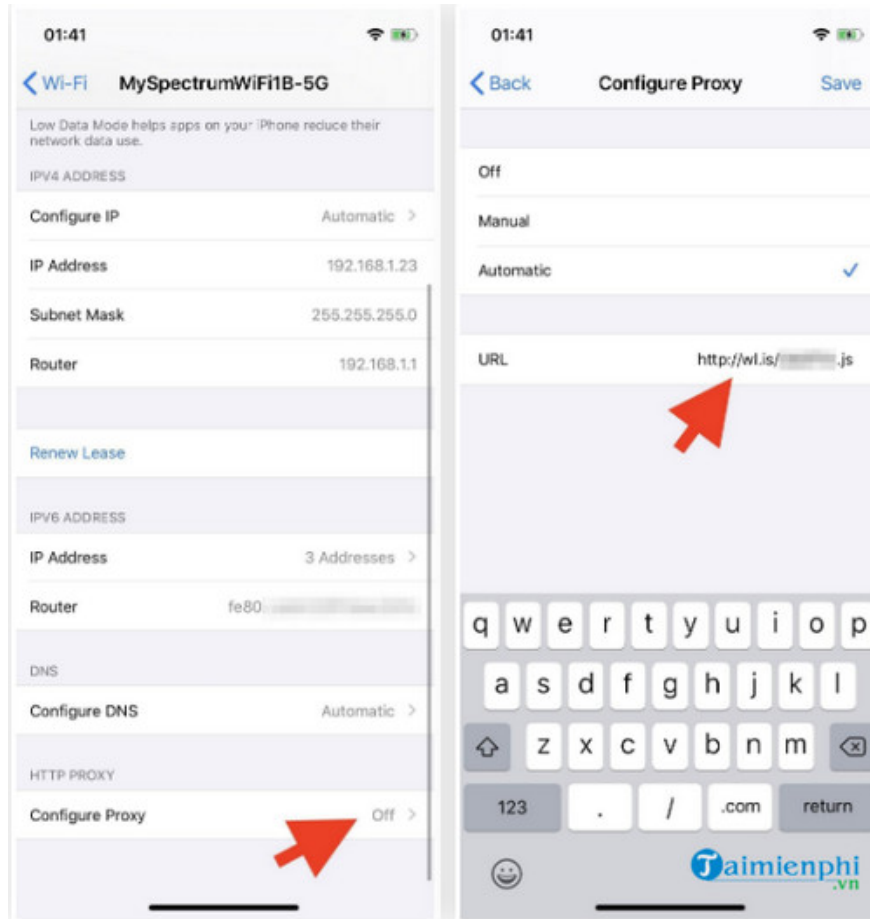 01:41
Wi-Fi MySpectrumWiFi1B-5G
Low Data Mode helps apps on your iPhone reduce their
network data use.
IPV4 ADDRESS
Configure IP Automatic
IP Address 192.168.1.23
Subnet Mask 255.255.255.0
Router 192.168.1.1
Renew Lease
IPV6 ADDRESS
IP Address 3 Addresses
Router fe80
DNS
Configure DNS Automatic
HTTP PROXY
Configure Proxy Off
01:41
Back Configure Proxy Save
Off
Manual
Automatic
URL http://wl.is/ .js
q w e r t y u i o p
a s d f g h j k l
z x c v b n m
123 . / .com return
Taimienphi
.vn